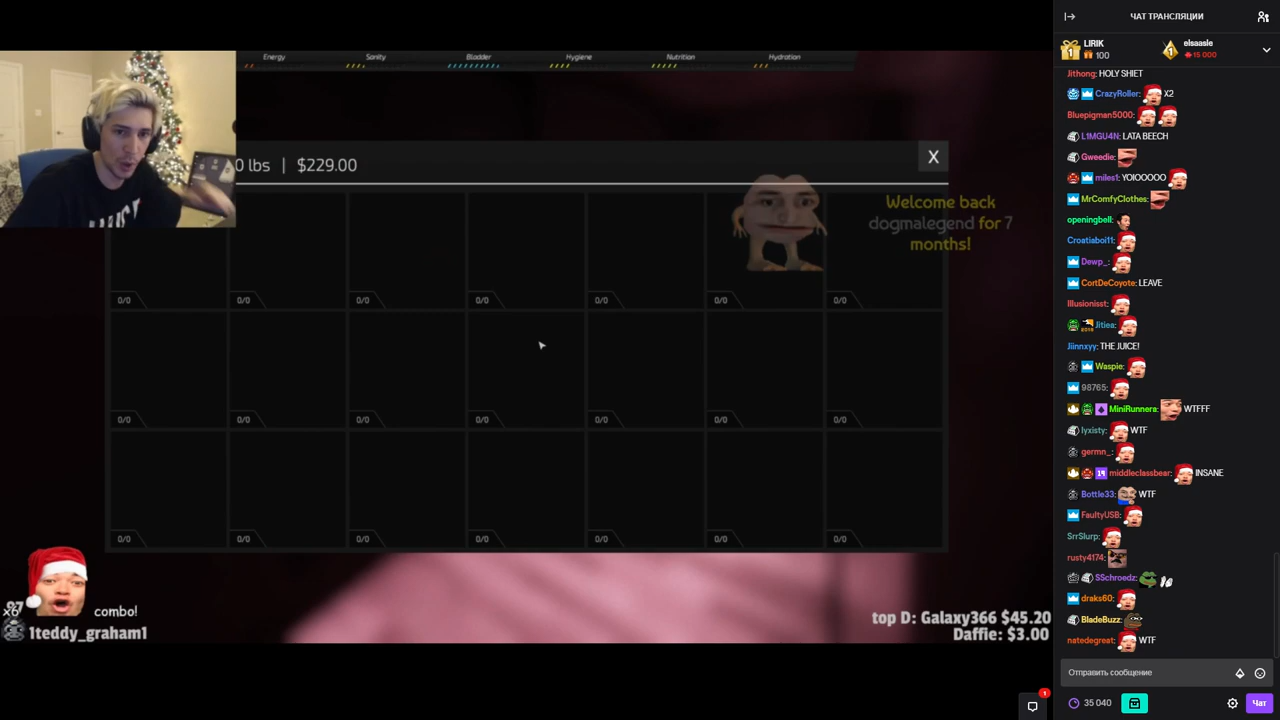 Energy Sanity Bladder Hygiene Nutrition Hydration
0 lbs | $229.00
X
Welcome back
dogmalegend for 7
months!
0/0 0/0 0/0 0/0 0/0 0/0 0/0
0/0 0/0 0/0 0/0 0/0 0/0 0/0
0/0 0/0 0/0 0/0 0/0 0/0 0/0
combo!
1teddy_graham1
top D: Galaxy366 $45.20
Daffie: $3.00
ЧАТ ТРАНСЛЯЦИИ
1 LIRIK
100
1 elsaasle
15 000
Jithong: HOLY SHIET
CrazyRoller: X2
Bluepigman5000:
L1MGU4N: LATA BEECH
Gweedie:
miles1: YOIOOOOO
MrComfyClothes:
openingbell:
Croatiaboi11:
Dewp_:
CortDeCoyote: LEAVE
Illusionisst:
Jitiea:
Jiinnxyy: THE JUICE!
Waspie:
98765:
MiniRunnera: WTFFF
lyxisty: WTF
germn_:
middleclassbear: INSANE
Bottle33: WTF
FaultyUSB:
SrrSlurp:
rusty4174:
SSchroedz:
draks60:
BladeBuzz:
natedegreat: WTF
Отправить сообщение
1
35 040
Чат